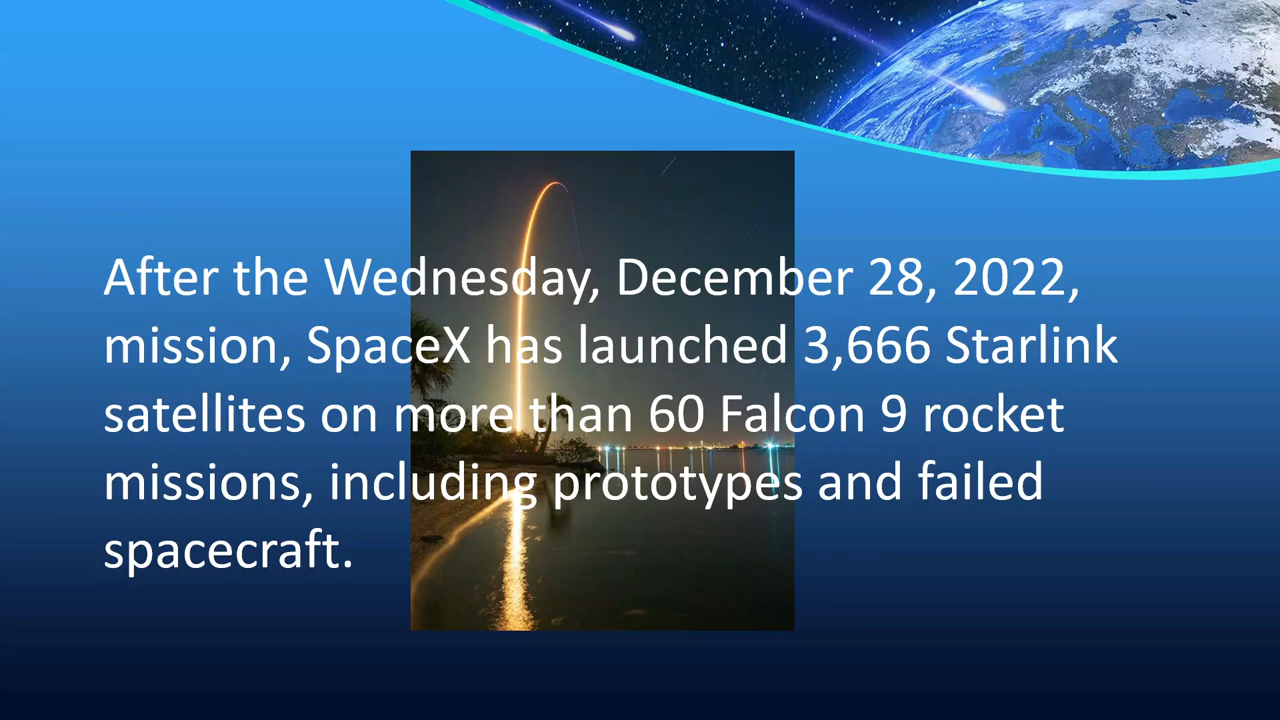 After the Wednesday, December 28, 2022,
mission, SpaceX has launched 3,666 Starlink
satellites on more than 60 Falcon 9 rocket
missions, including prototypes and failed
spacecraft.